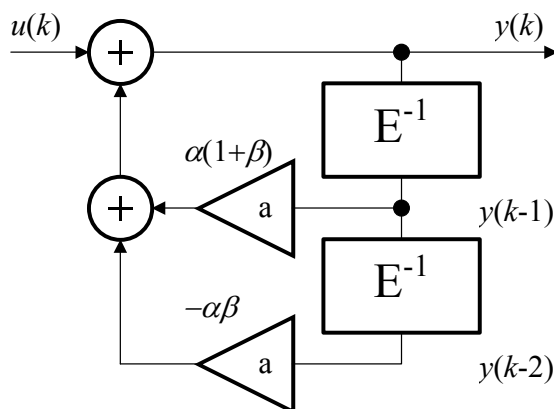 u(k)
y(k)
+
E⁻¹
α(1+β)
a
+
y(k-1)
E⁻¹
−αβ
a
y(k-2)